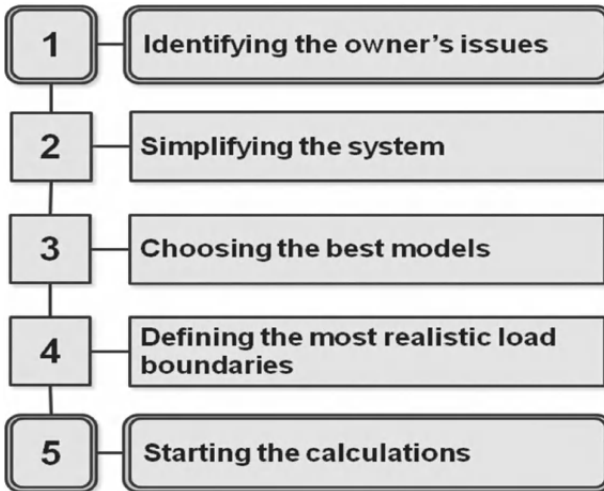 1 Identifying the owner's issues
2 Simplifying the system
3 Choosing the best models
4 Defining the most realistic load
boundaries
5 Starting the calculations